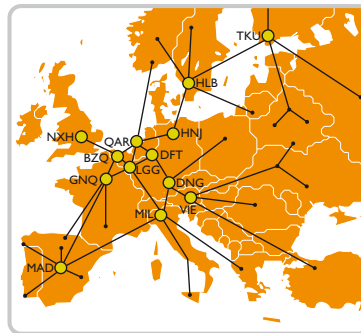 TKU
HLB
NXH
QAR
HNJ
BZQ
DFT
LGG
GNQ
DNG
VIE
MIL
MAD